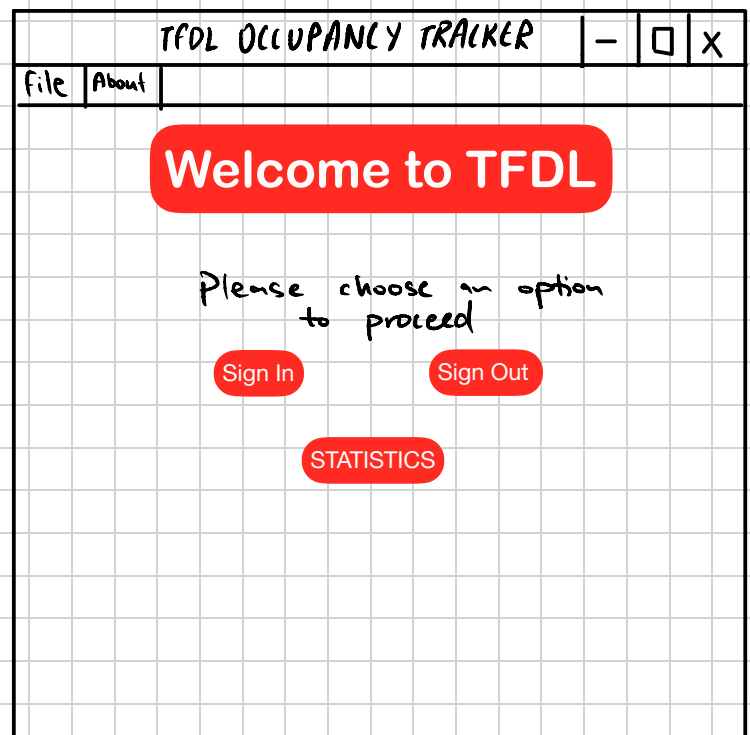 TFDL OCCUPANCY TRACKER - X
File About
Welcome to TFDL
Please choose an option
to proceed
Sign In Sign Out
STATISTICS